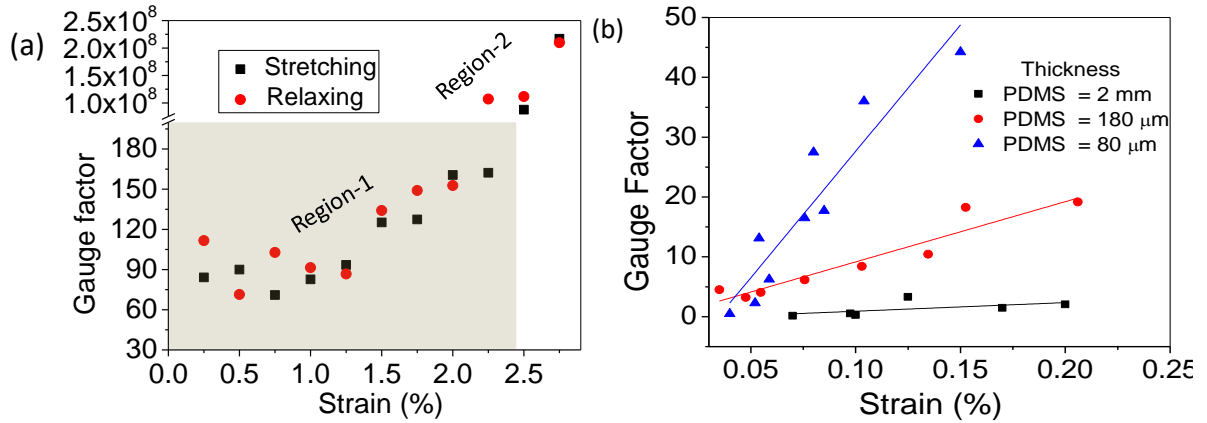 (a)
2.5x10⁸
2.0x10⁸
1.5x10⁸
1.0x10⁸
180
150
120
90
60
30
Gauge factor
Stretching
Relaxing
Region-2
Region-1
0.0 0.5 1.0 1.5 2.0 2.5
Strain (%)
(b)
50
40
30
20
10
0
Gauge Factor
Thickness
PDMS = 2 mm
PDMS = 180 μm
PDMS = 80 μm
0.05 0.10 0.15 0.20 0.25
Strain (%)